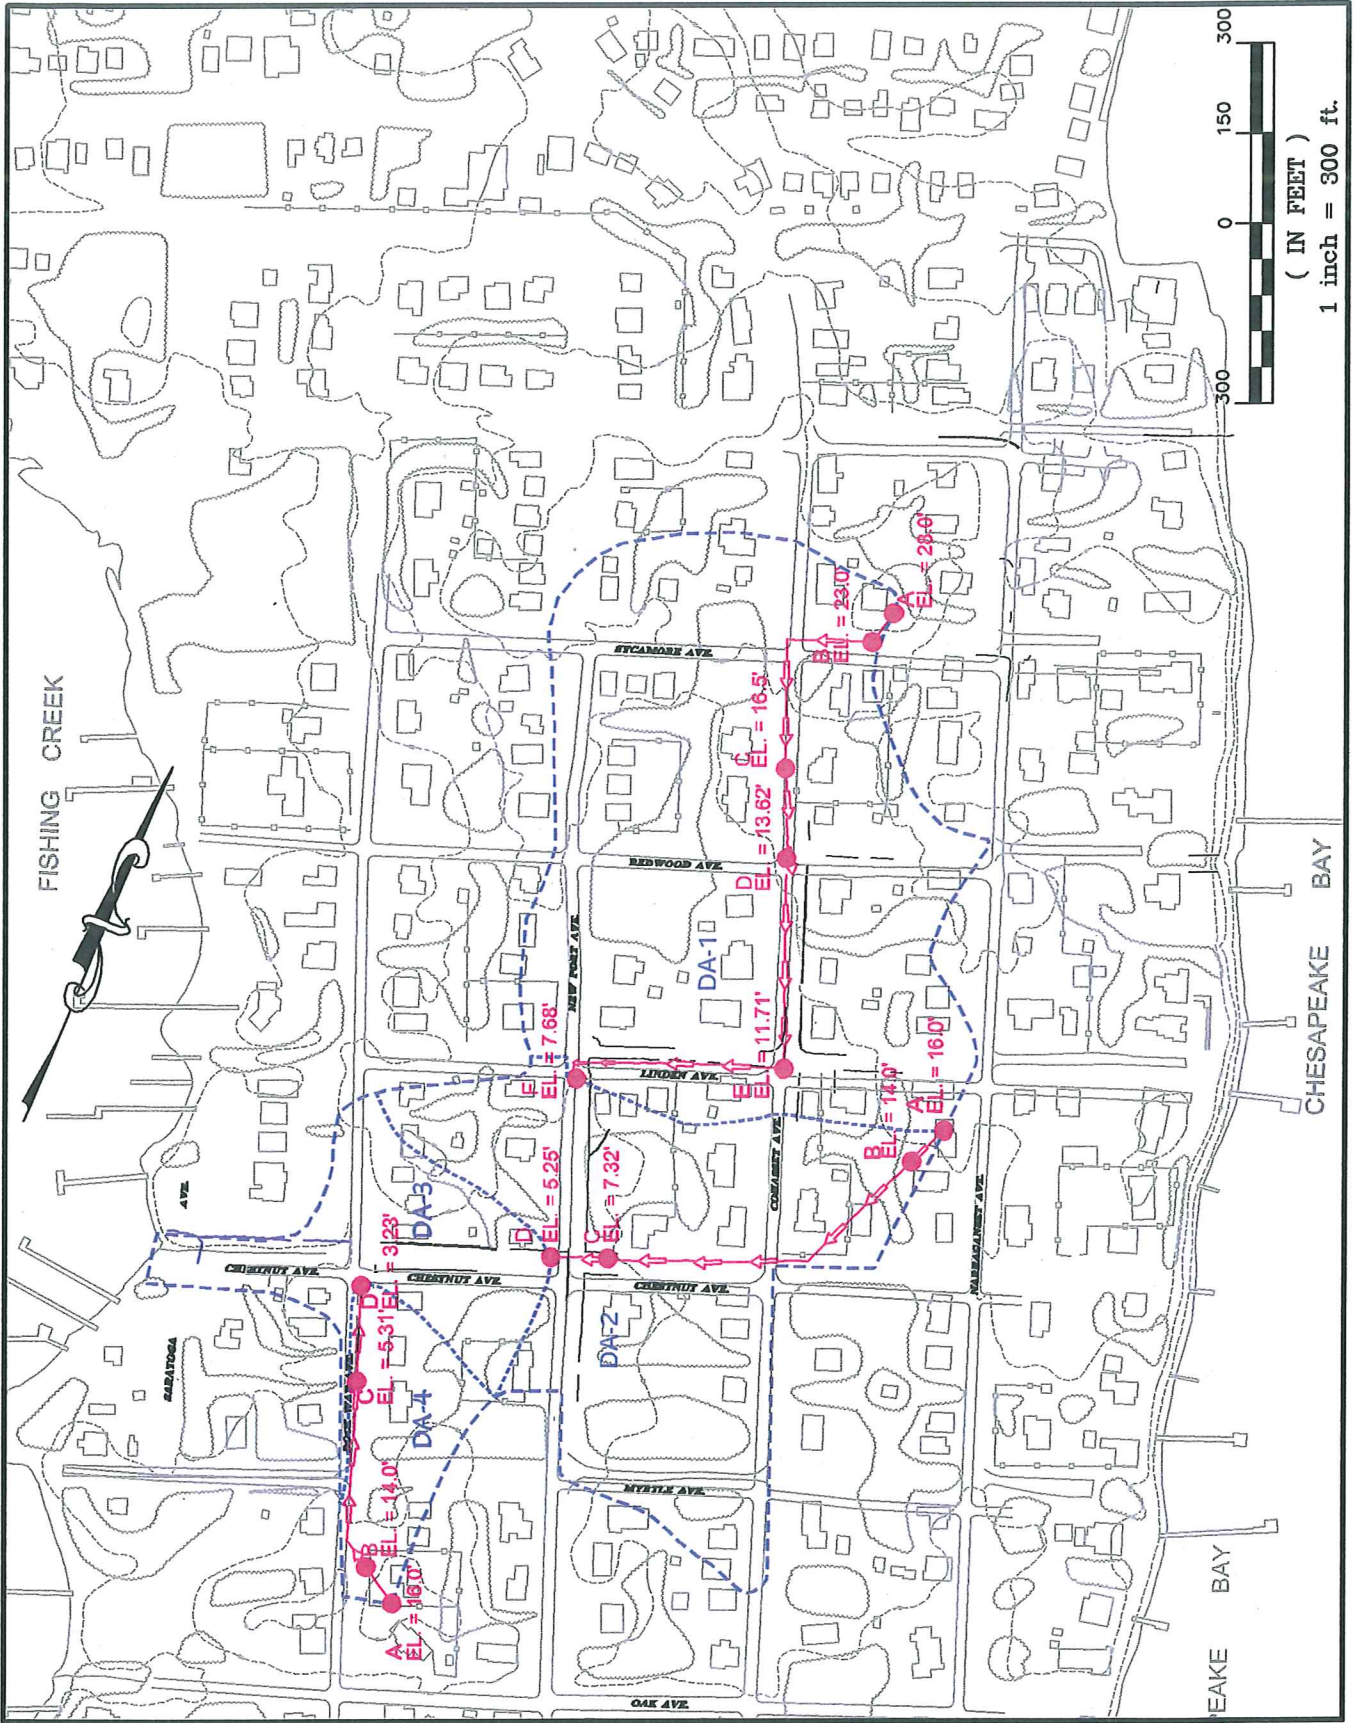 300
150
0
300
( IN FEET )
1 inch = 300 ft.
FISHING CREEK
CHESAPEAKE BAY
PEAKE BAY
SYCAMORE AVE.
REDWOOD AVE.
NEW PORT AVE.
LINDEN AVE.
COMASSET AVE.
NARRAGANSET AVE.
CHESTNUT AVE.
CHESTNUT AVE.
CHESTNUT AVE.
SARATOGA
AVE.
MYRTLE AVE.
OAK AVE.
DA-1
A
EL. = 28.0'
B
EL. = 23.0'
C
EL. = 16.5'
D
EL. = 13.62'
E
EL. = 11.71'
F
EL. = 7.68'
DA-2
A
EL. = 16.0'
B
EL. = 14.0'
C
EL. = 7.32'
D
EL. = 5.25'
DA-3
DA-4
A
EL. = 16.0'
B
EL. = 14.0'
C
EL. = 5.31'
D
EL. = 3.23'